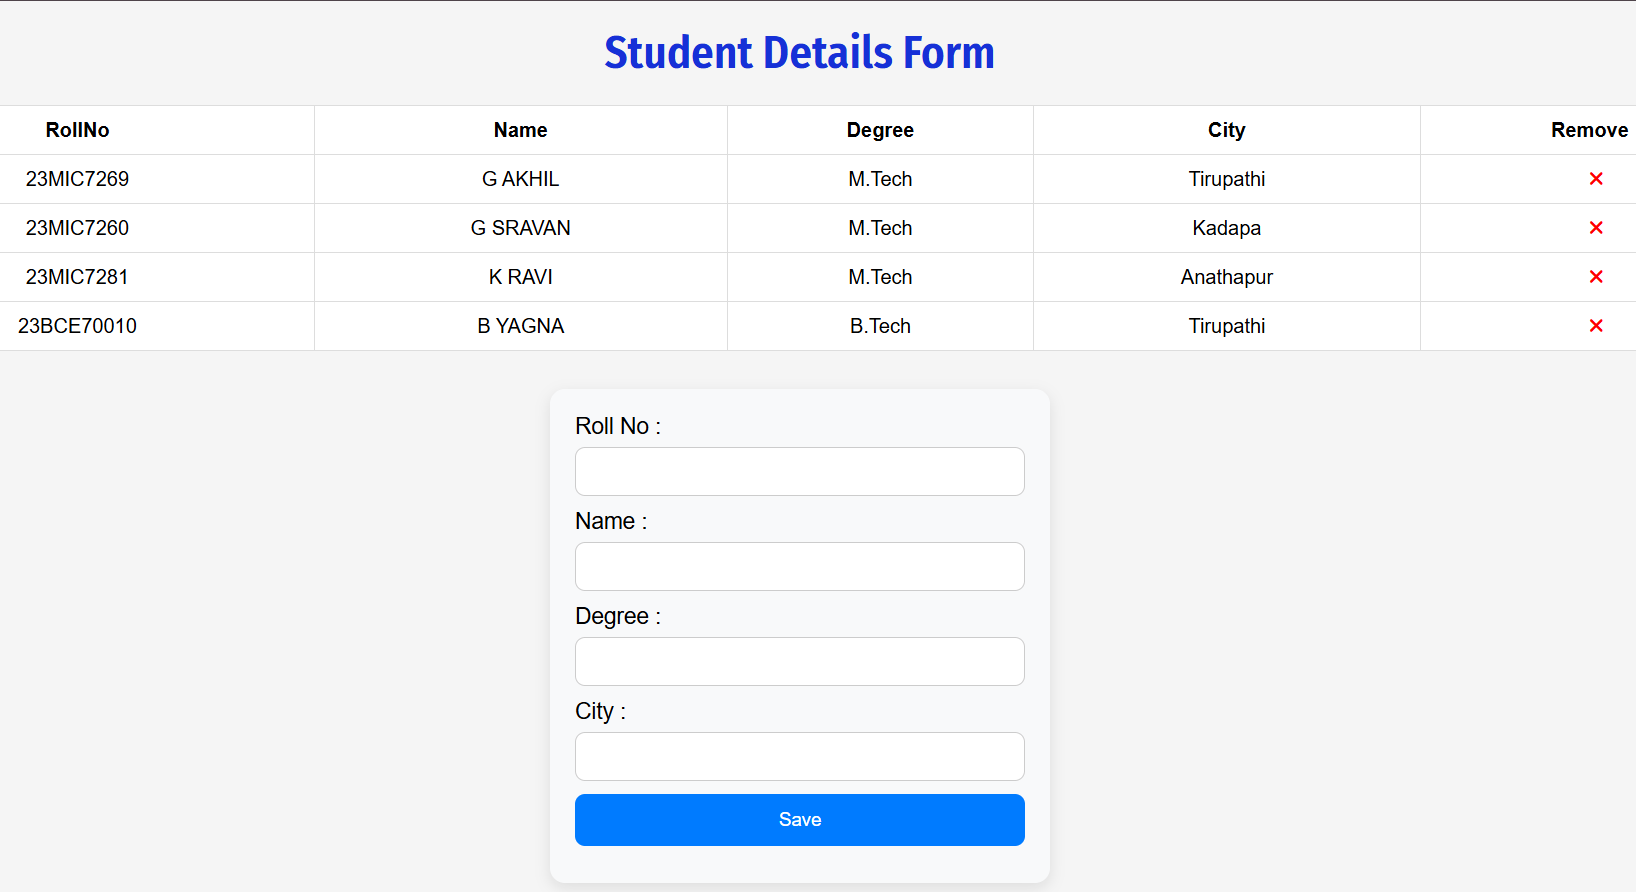 Student Details Form
RollNo Name Degree City Remove
23MIC7269 G AKHIL M.Tech Tirupathi ×
23MIC7260 G SRAVAN M.Tech Kadapa ×
23MIC7281 K RAVI M.Tech Anathapur ×
23BCE70010 B YAGNA B.Tech Tirupathi ×
Roll No :
Name :
Degree :
City :
Save